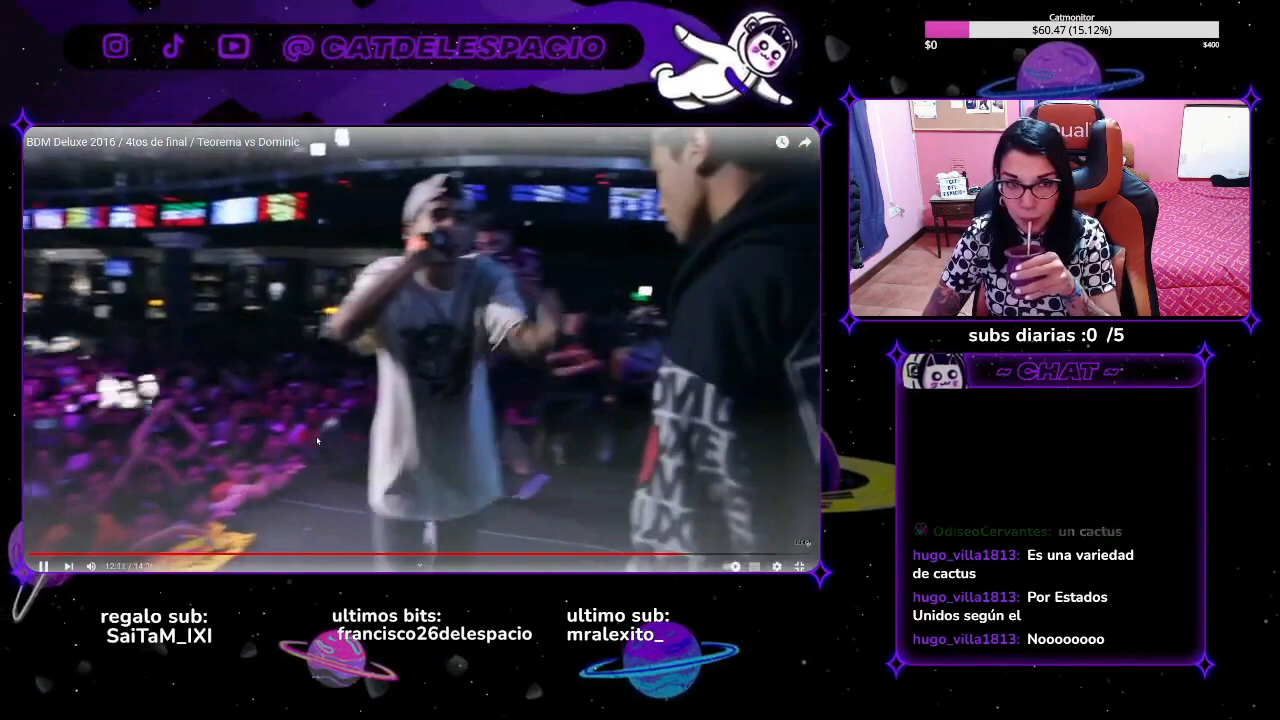 @CATDELESPACIO
Catmonitor
$60.47 (15.12%)
$0
$400
BDM Deluxe 2016 / 4tos de final / Teorema vs Dominic
subs diarias :0 /5
~ CHAT ~
OdiseoCervantes: un cactus
hugo_villa1813: Es una variedad
de cactus
hugo_villa1813: Por Estados
Unidos según el
hugo_villa1813: Nooooooo
regalo sub:
SaiTaM_IXI
ultimos bits:
francisco26delespacio
ultimo sub:
mralexito_